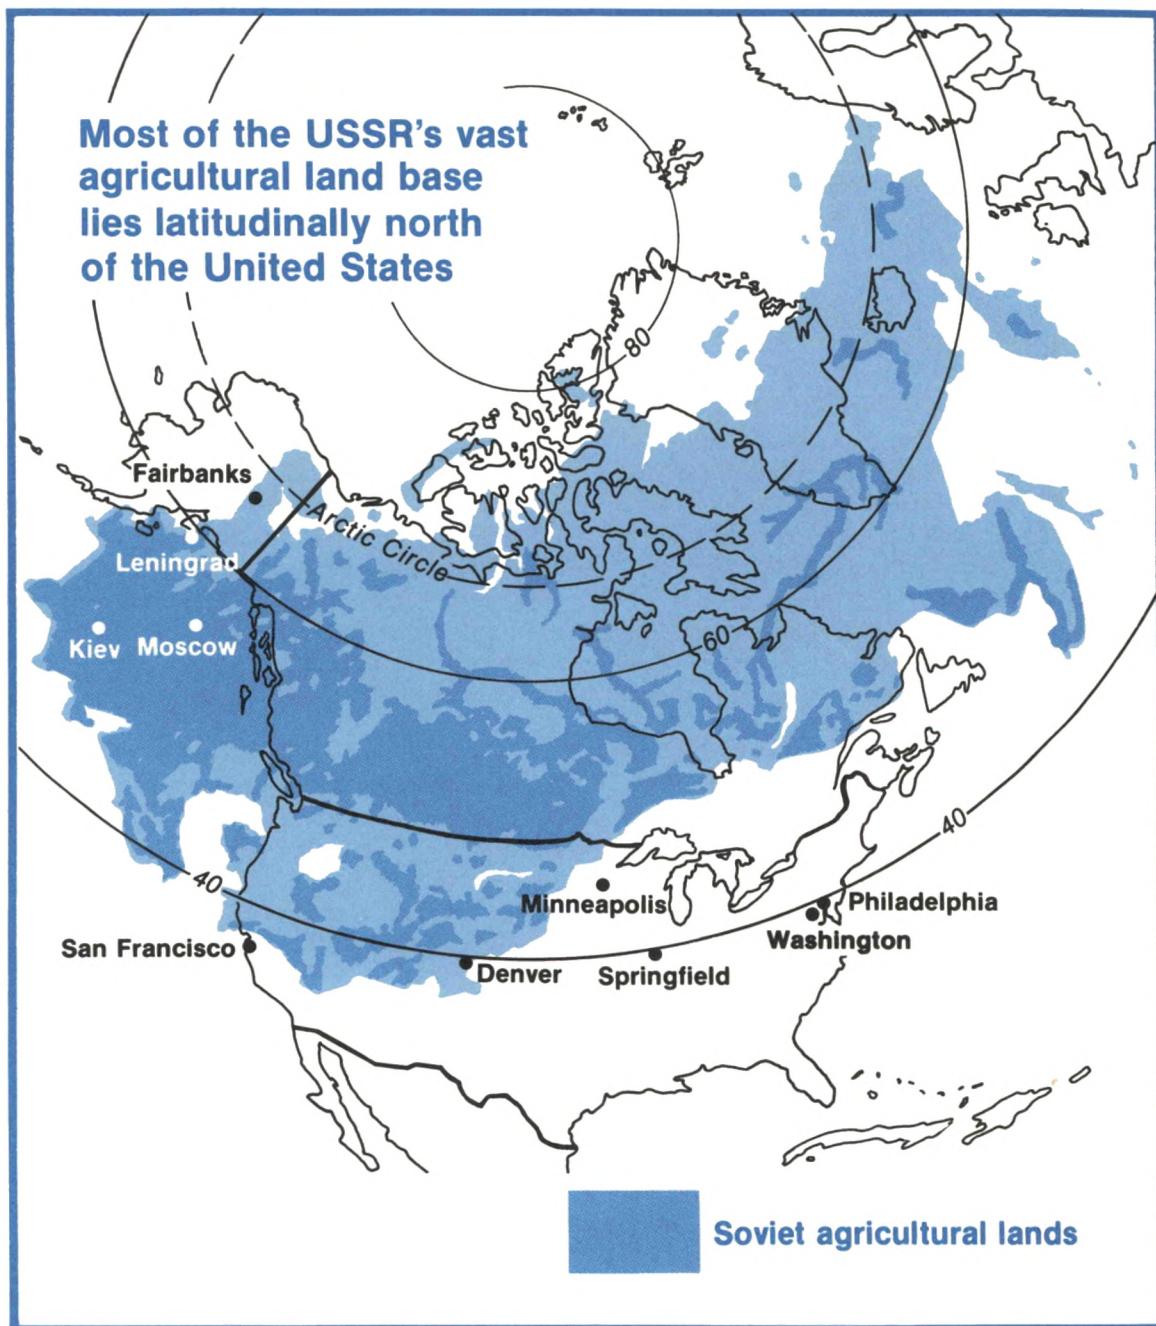 Most of the USSR's vast
agricultural land base
lies latitudinally north
of the United States
80
Fairbanks
Arctic Circle
Leningrad
Kiev
Moscow
60
40
40
Minneapolis
Philadelphia
Washington
San Francisco
Denver
Springfield
Soviet agricultural lands